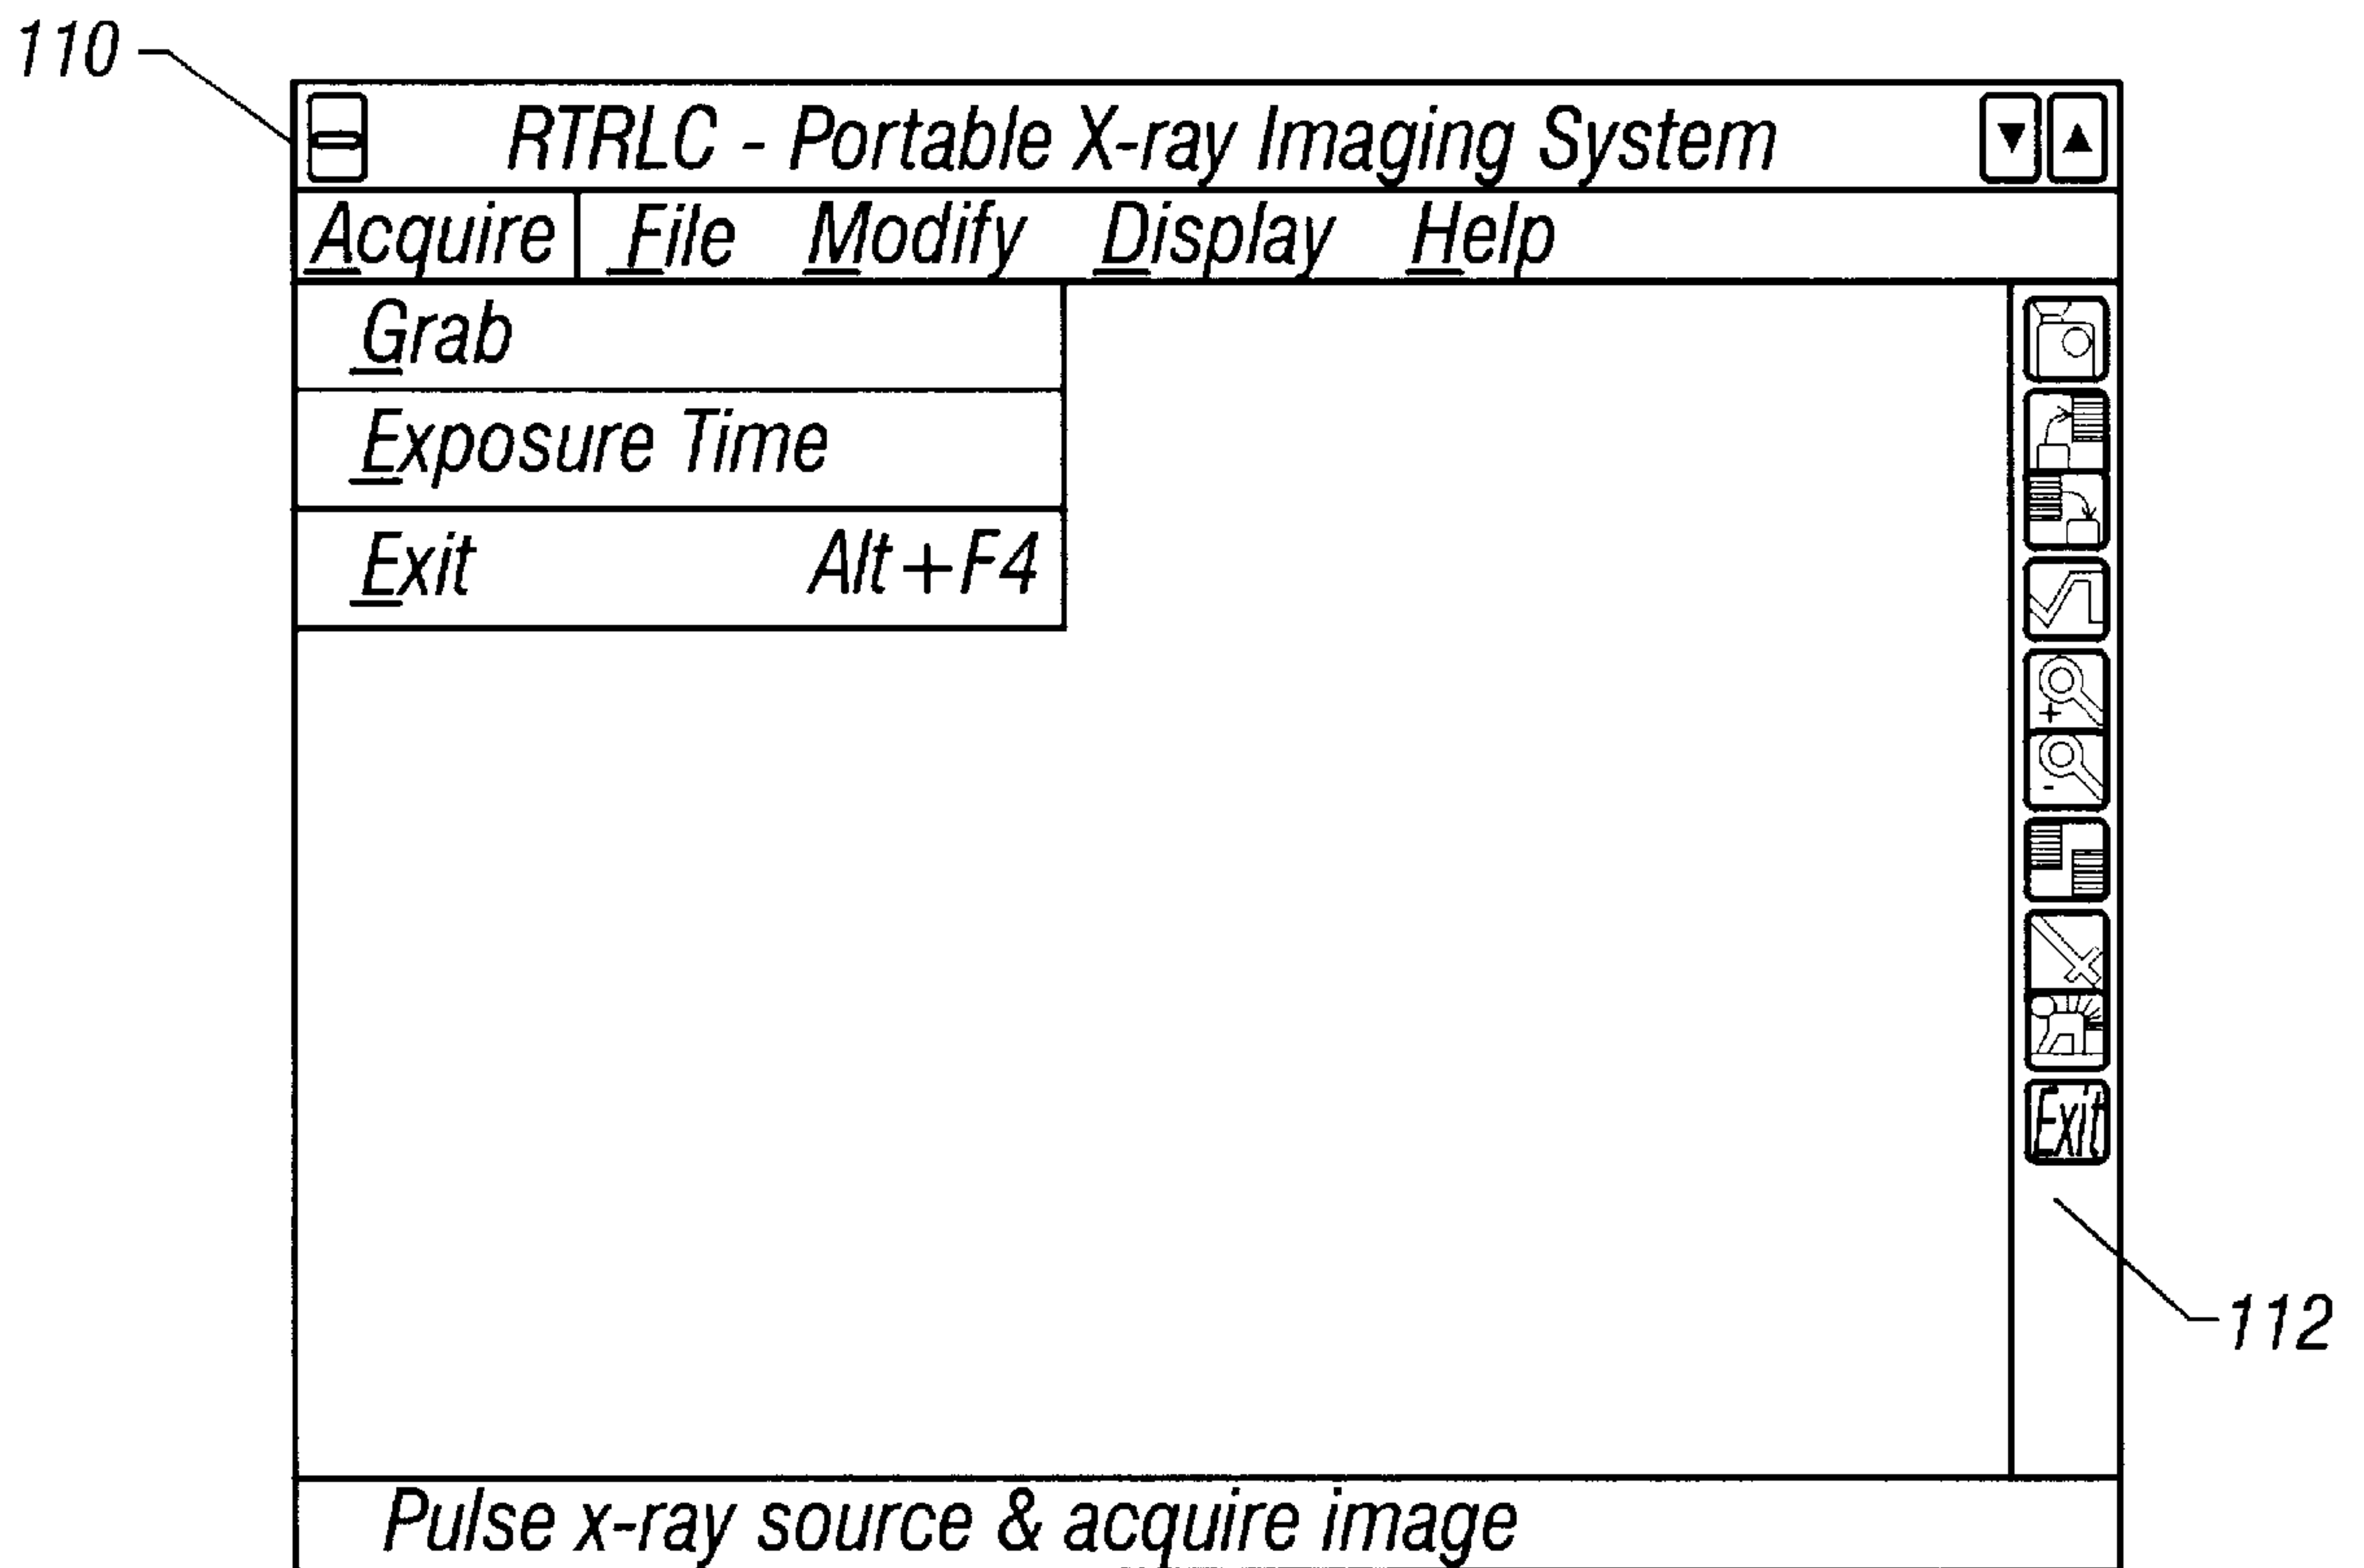 110
RTRLC - Portable X-ray Imaging System
Acquire File Modify Display Help
Grab
Exposure Time
Exit Alt+F4
+
-
Exit
112
Pulse x-ray source & acquire image